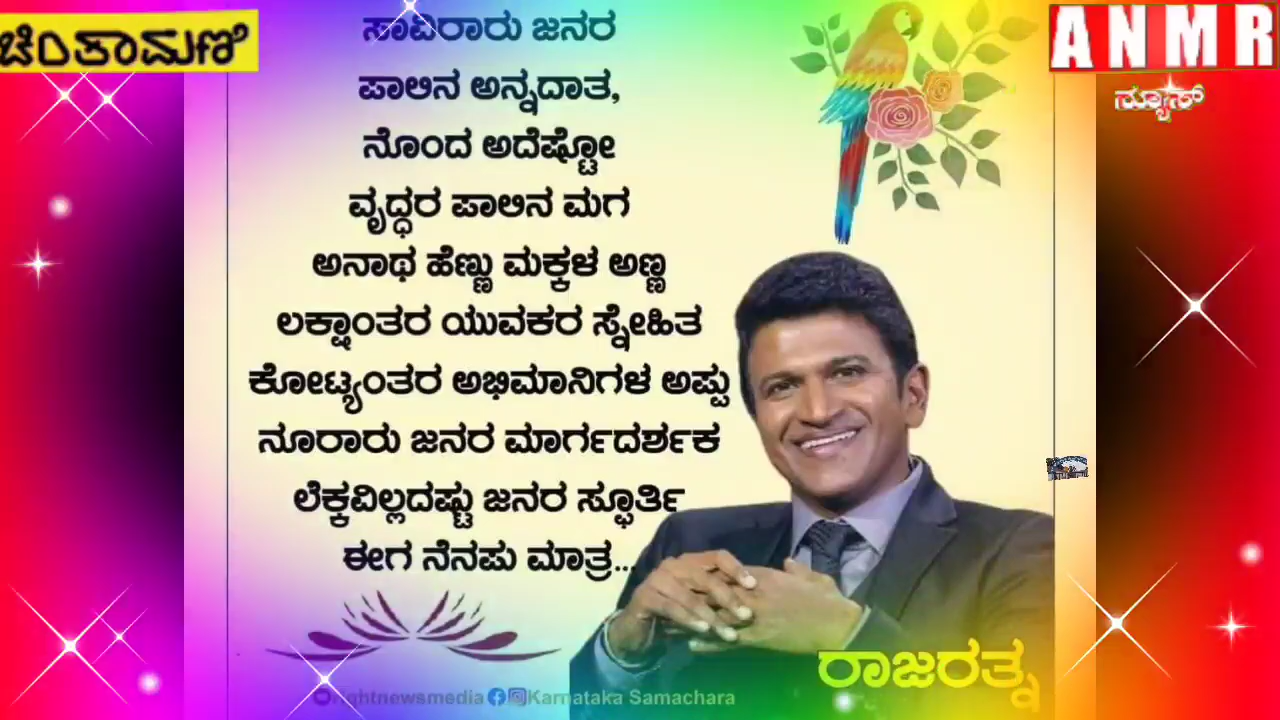 ಚಿಂತಾಮಣಿ
ANMR
ನ್ಯೂಸ್
ಸಾವಿರಾರು ಜನರ
ಪಾಲಿನ ಅನ್ನದಾತ,
ನೊಂದ ಅದೆಷ್ಟೋ
ವೃದ್ಧರ ಪಾಲಿನ ಮಗ
ಅನಾಥ ಹೆಣ್ಣು ಮಕ್ಕಳ ಅಣ್ಣ
ಲಕ್ಷಾಂತರ ಯುವಕರ ಸ್ನೇಹಿತ
ಕೋಟ್ಯಂತರ ಅಭಿಮಾನಿಗಳ ಅಪ್ಪು
ನೂರಾರು ಜನರ ಮಾರ್ಗದರ್ಶಕ
ಲೆಕ್ಕವಿಲ್ಲದಷ್ಟು ಜನರ ಸ್ಫೂರ್ತಿ
ಈಗ ನೆನಪು ಮಾತ್ರ...
ರಾಜರತ್ನ
Karnataka Samachara